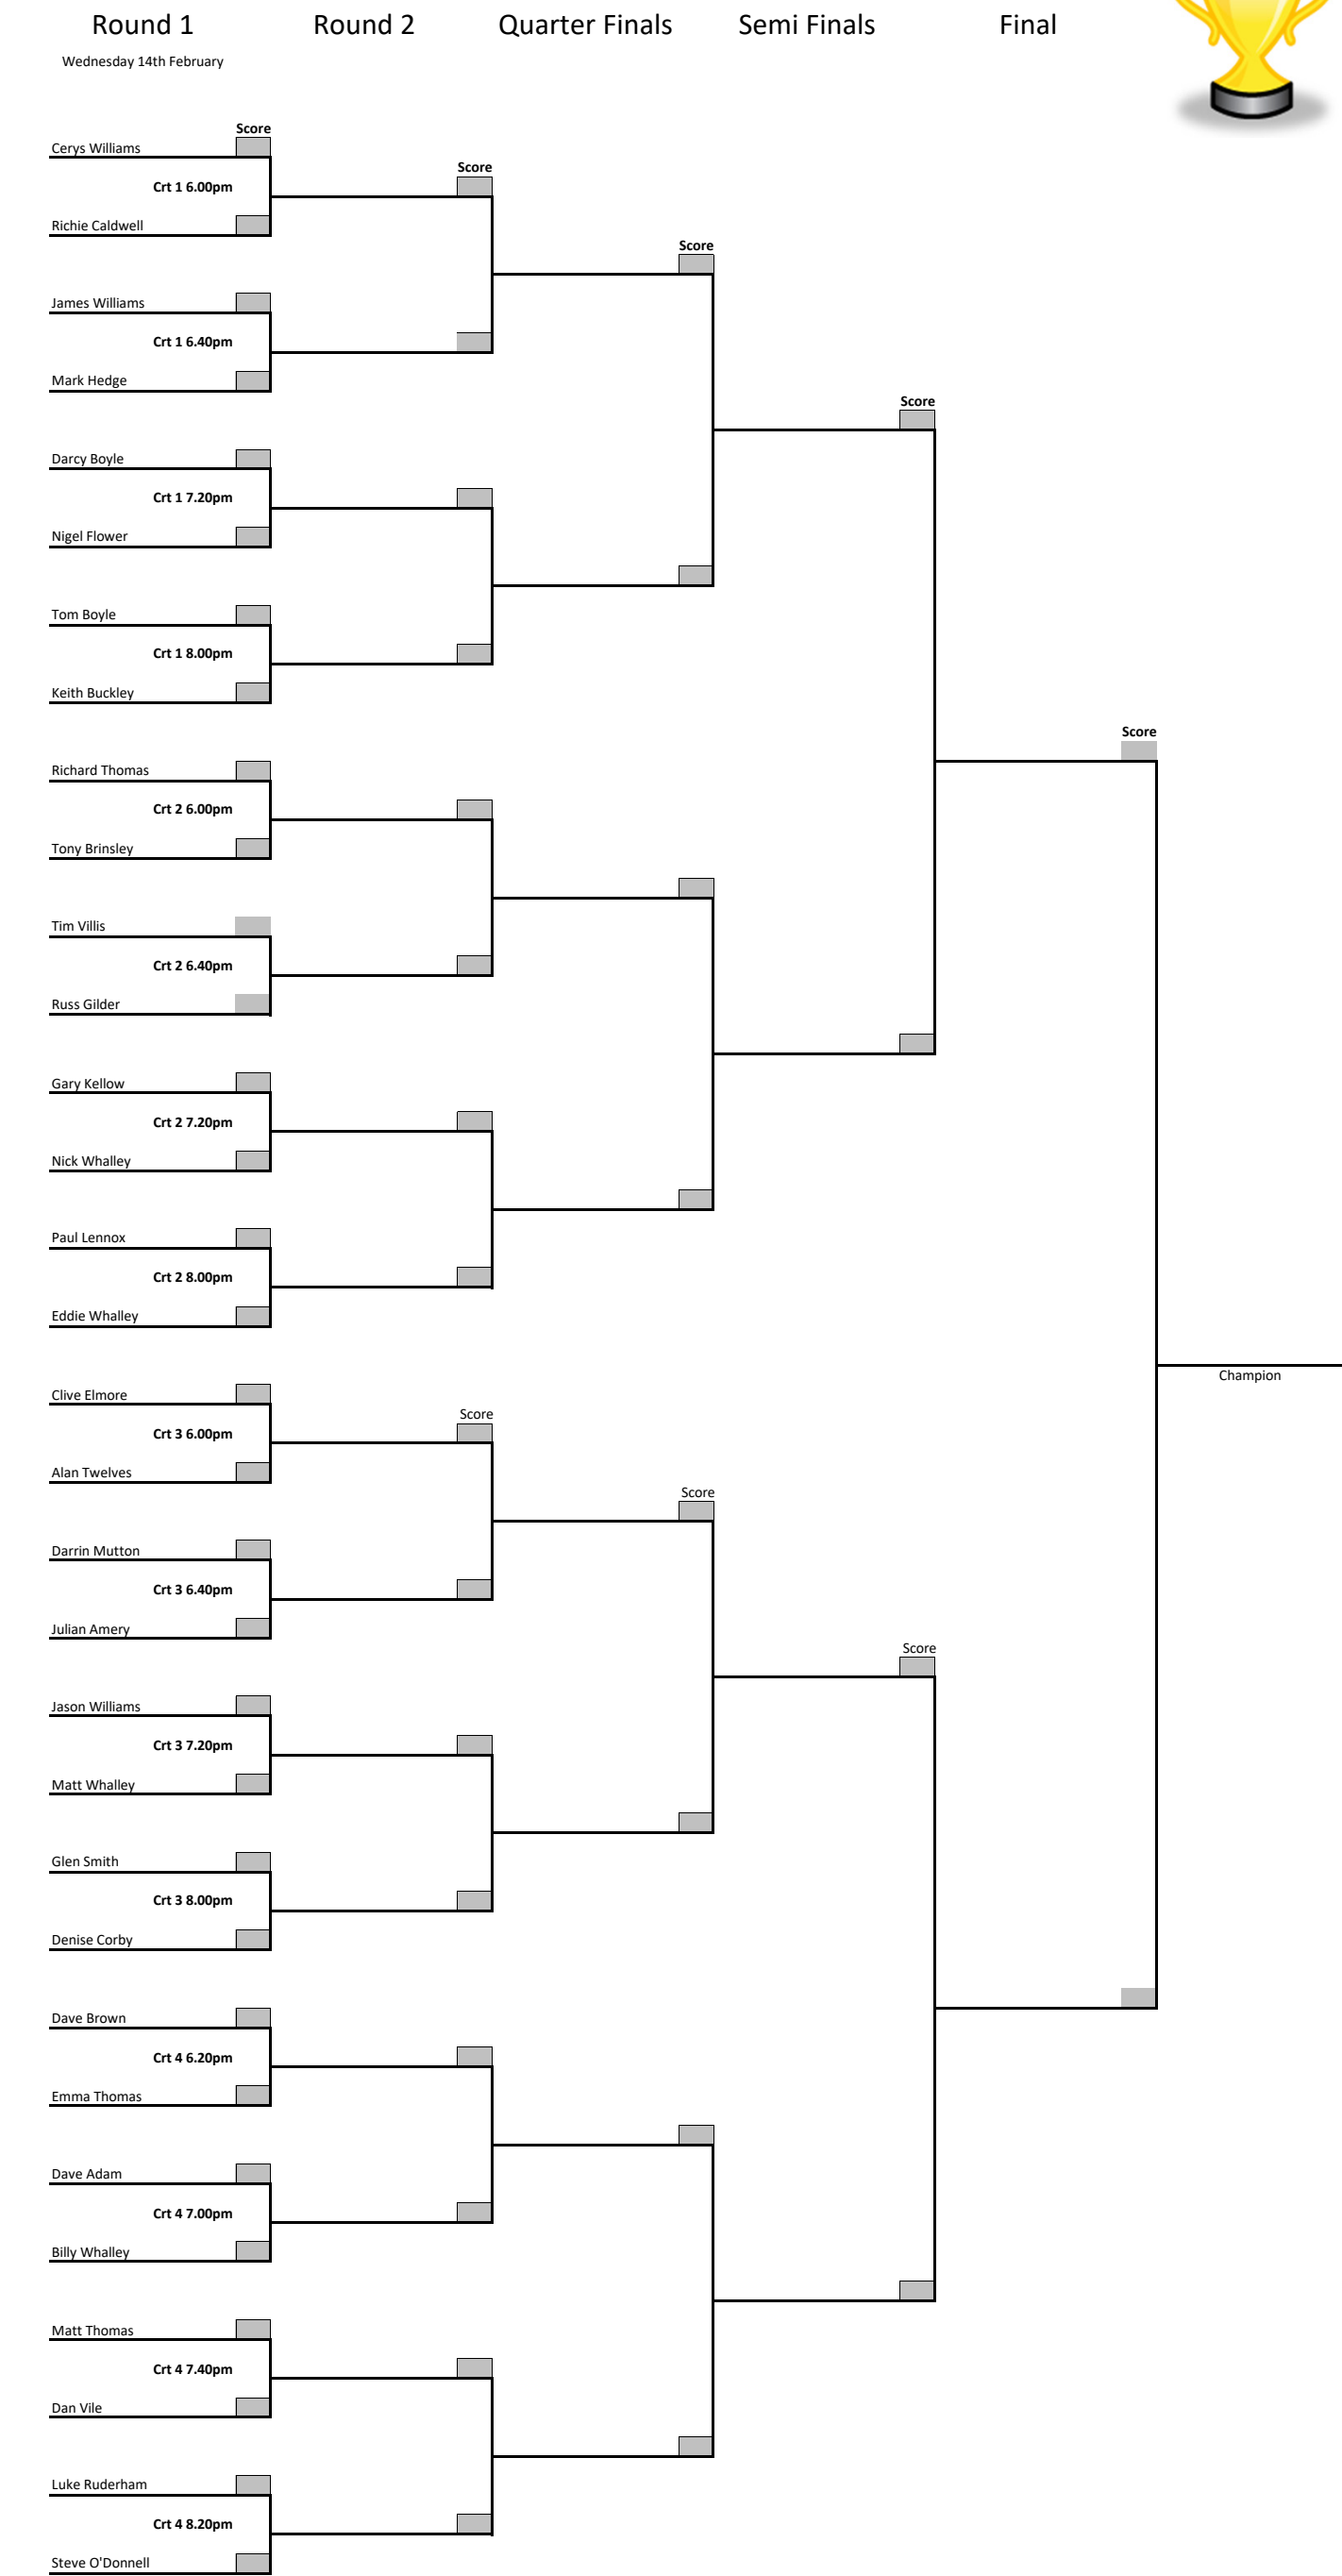 Round 1 Round 2 Quarter Finals Semi Finals Final
Wednesday 14th February
Score
Cerys Williams
Score
Crt 1 6.00pm
Richie Caldwell
Score
James Williams
Crt 1 6.40pm
Mark Hedge
Score
Darcy Boyle
Crt 1 7.20pm
Nigel Flower
Tom Boyle
Crt 1 8.00pm
Keith Buckley
Score
Richard Thomas
Crt 2 6.00pm
Tony Brinsley
Tim Villis
Crt 2 6.40pm
Russ Gilder
Gary Kellow
Crt 2 7.20pm
Nick Whalley
Paul Lennox
Crt 2 8.00pm
Eddie Whalley
Champion
Clive Elmore
Score
Crt 3 6.00pm
Alan Twelves
Score
Darrin Mutton
Crt 3 6.40pm
Julian Amery
Score
Jason Williams
Crt 3 7.20pm
Matt Whalley
Glen Smith
Crt 3 8.00pm
Denise Corby
Dave Brown
Crt 4 6.20pm
Emma Thomas
Dave Adam
Crt 4 7.00pm
Billy Whalley
Matt Thomas
Crt 4 7.40pm
Dan Vile
Luke Ruderham
Crt 4 8.20pm
Steve O'Donnell